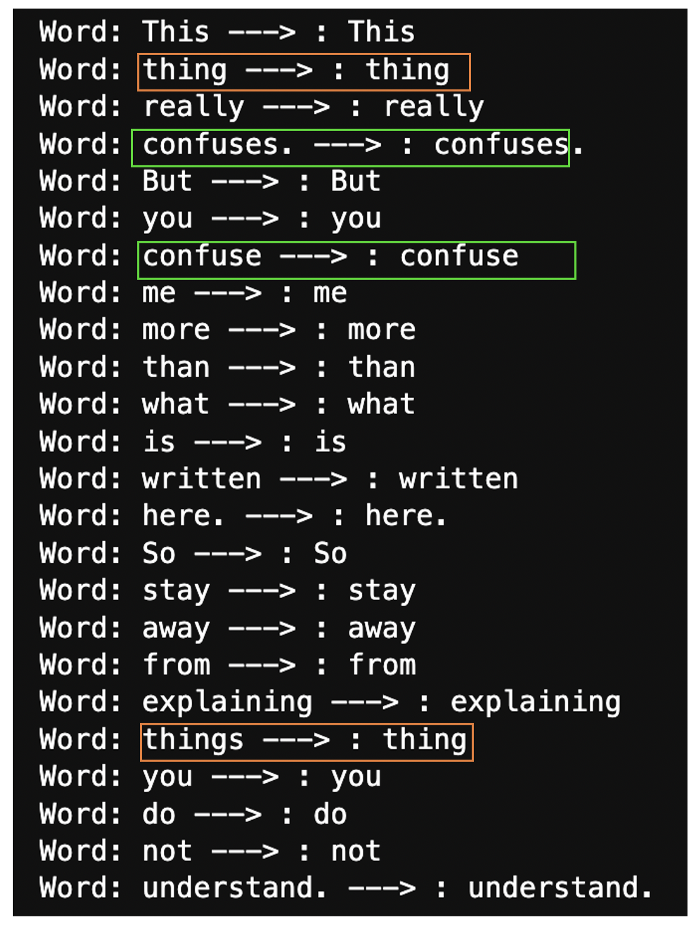 Word: This ---> : This
Word: thing ---> : thing
Word: really ---> : really
Word: confuses. ---> : confuses.
Word: But ---> : But
Word: you ---> : you
Word: confuse ---> : confuse
Word: me ---> : me
Word: more ---> : more
Word: than ---> : than
Word: what ---> : what
Word: is ---> : is
Word: written ---> : written
Word: here. ---> : here.
Word: So ---> : So
Word: stay ---> : stay
Word: away ---> : away
Word: from ---> : from
Word: explaining ---> : explaining
Word: things ---> : thing
Word: you ---> : you
Word: do ---> : do
Word: not ---> : not
Word: understand. ---> : understand.